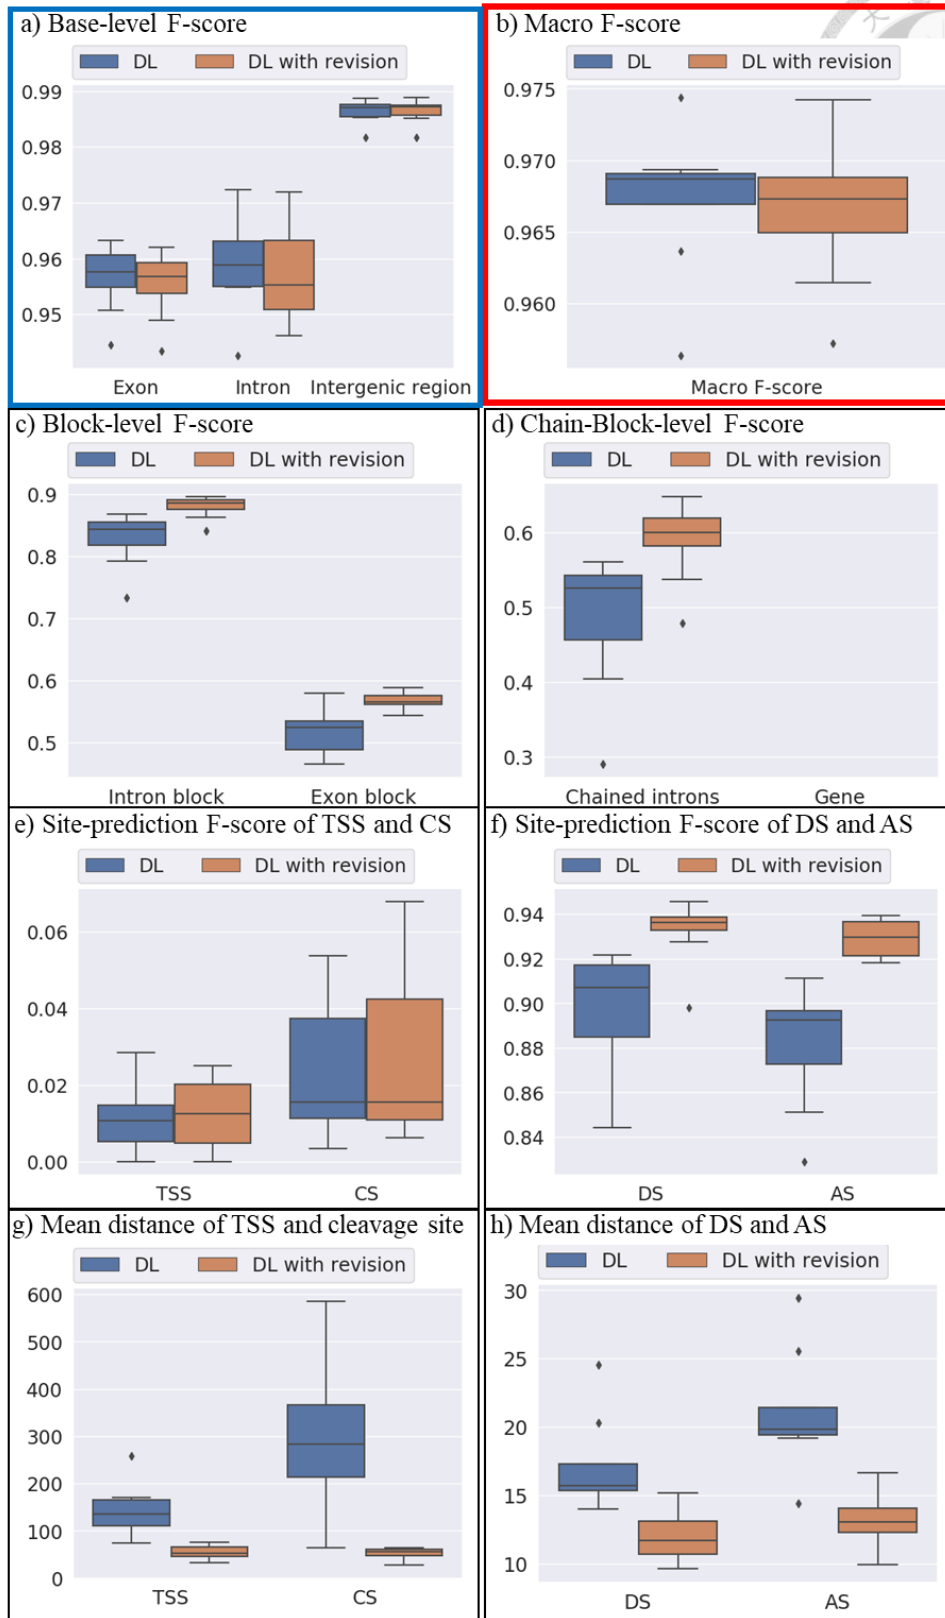 a) Base-level F-score
DL DL with revision
0.99
0.98
0.97
0.96
0.95
Exon Intron Intergenic region
b) Macro F-score
DL DL with revision
0.975
0.970
0.965
0.960
Macro F-score
c) Block-level F-score
DL DL with revision
0.9
0.8
0.7
0.6
0.5
Intron block Exon block
d) Chain-Block-level F-score
DL DL with revision
0.6
0.5
0.4
0.3
Chained introns Gene
e) Site-prediction F-score of TSS and CS
DL DL with revision
0.06
0.04
0.02
0.00
TSS CS
f) Site-prediction F-score of DS and AS
DL DL with revision
0.94
0.92
0.90
0.88
0.86
0.84
DS AS
g) Mean distance of TSS and cleavage site
DL DL with revision
600
500
400
300
200
100
0
TSS CS
h) Mean distance of DS and AS
DL DL with revision
30
25
20
15
10
DS AS